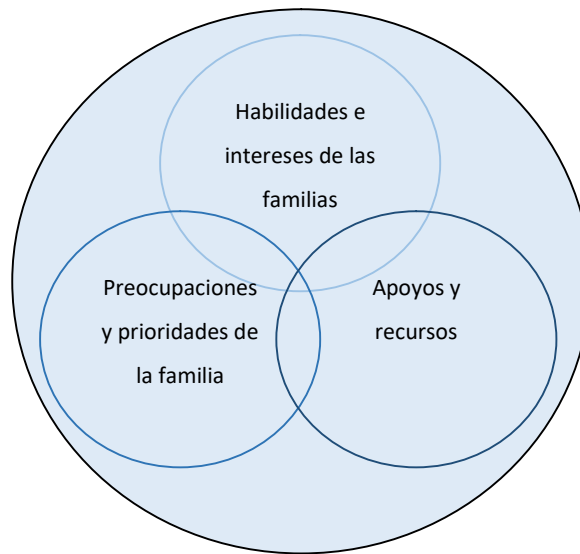 Habilidades e
intereses de las
familias
Preocupaciones
y prioridades de
la familia
Apoyos y
recursos